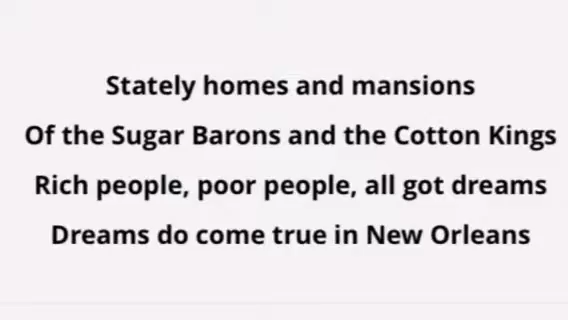 Stately homes and mansions
Of the Sugar Barons and the Cotton Kings
Rich people, poor people, all got dreams
Dreams do come true in New Orleans